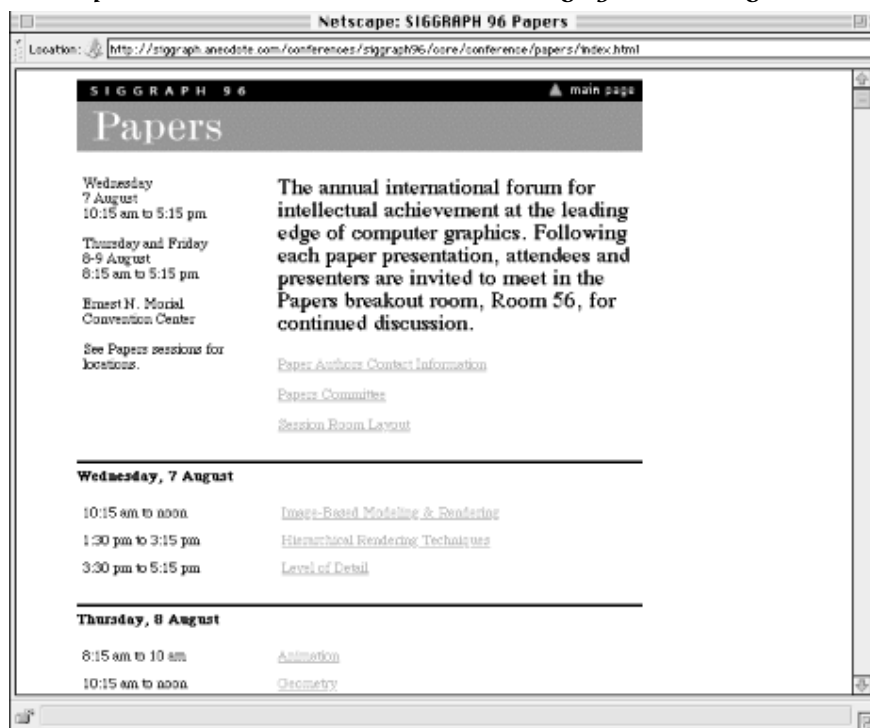 Netscape: SIGGRAPH 96 Papers
Location: http://siggraph.anecdote.com/conferences/siggraph96/core/conference/papers/index.html
SIGGRAPH 96 main page
Papers
Wednesday
7 August
10:15 am to 5:15 pm
Thursday and Friday
8-9 August
8:15 am to 5:15 pm
Ernest N. Morial
Convention Center
See Papers sessions for
locations.
The annual international forum for
intellectual achievement at the leading
edge of computer graphics. Following
each paper presentation, attendees and
presenters are invited to meet in the
Papers breakout room, Room 56, for
continued discussion.
Paper Authors Contact Information
Papers Committee
Session Room Layout
Wednesday, 7 August
10:15 am to noon Image-Based Modeling & Rendering
1:30 pm to 3:15 pm Hierarchical Rendering Techniques
3:30 pm to 5:15 pm Level of Detail
Thursday, 8 August
8:15 am to 10 am Animation
10:15 am to noon Geometry